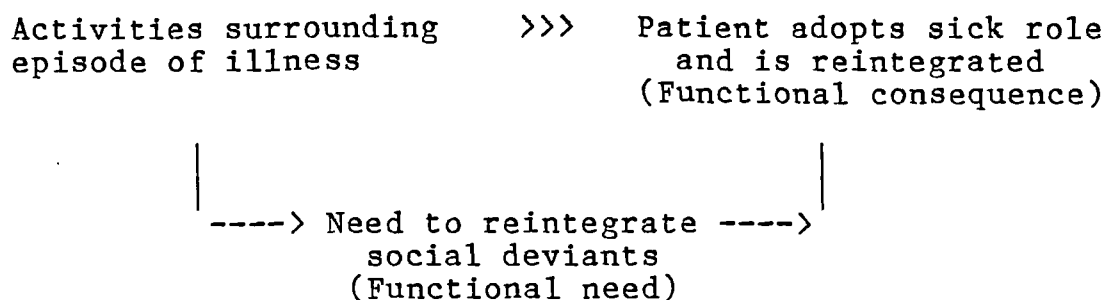 Activities surrounding >>> Patient adopts sick role
episode of illness and is reintegrated
(Functional consequence)
----> Need to reintegrate ---->
social deviants
(Functional need)